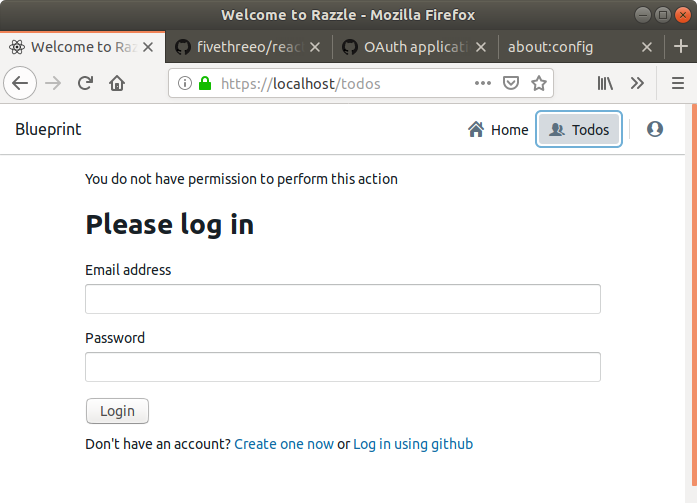 Welcome to Razzle - Mozilla Firefox
Welcome to Raz
fivethreeo/reac
OAuth applicat
about:config
https://localhost/todos
Blueprint
Home
Todos
You do not have permission to perform this action
Please log in
Email address
Password
Login
Don't have an account? Create one now or Log in using github